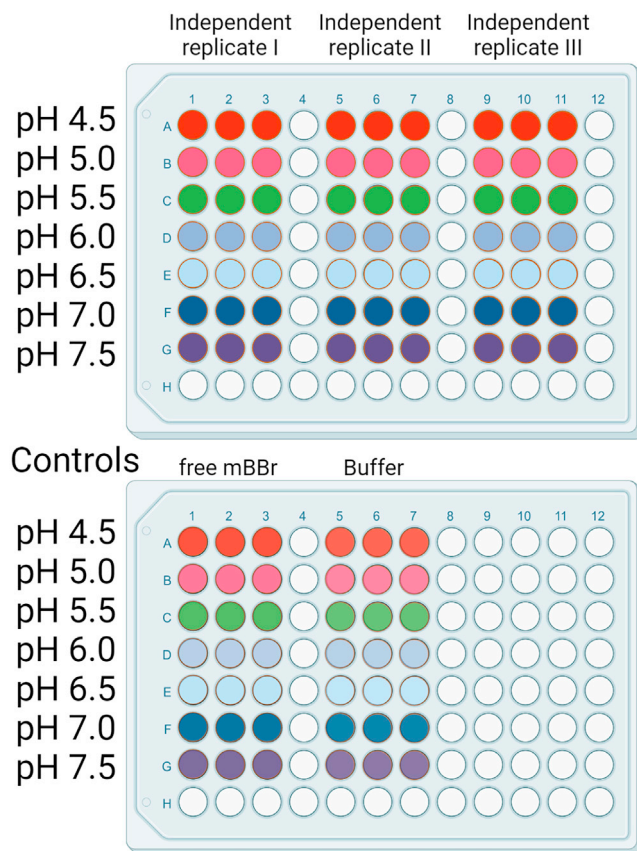 Independent replicate I
Independent replicate II
Independent replicate III
1 2 3 4 5 6 7 8 9 10 11 12
pH 4.5 A
pH 5.0 B
pH 5.5 C
pH 6.0 D
pH 6.5 E
pH 7.0 F
pH 7.5 G
H
Controls
free mBBr
Buffer
1 2 3 4 5 6 7 8 9 10 11 12
pH 4.5 A
pH 5.0 B
pH 5.5 C
pH 6.0 D
pH 6.5 E
pH 7.0 F
pH 7.5 G
H